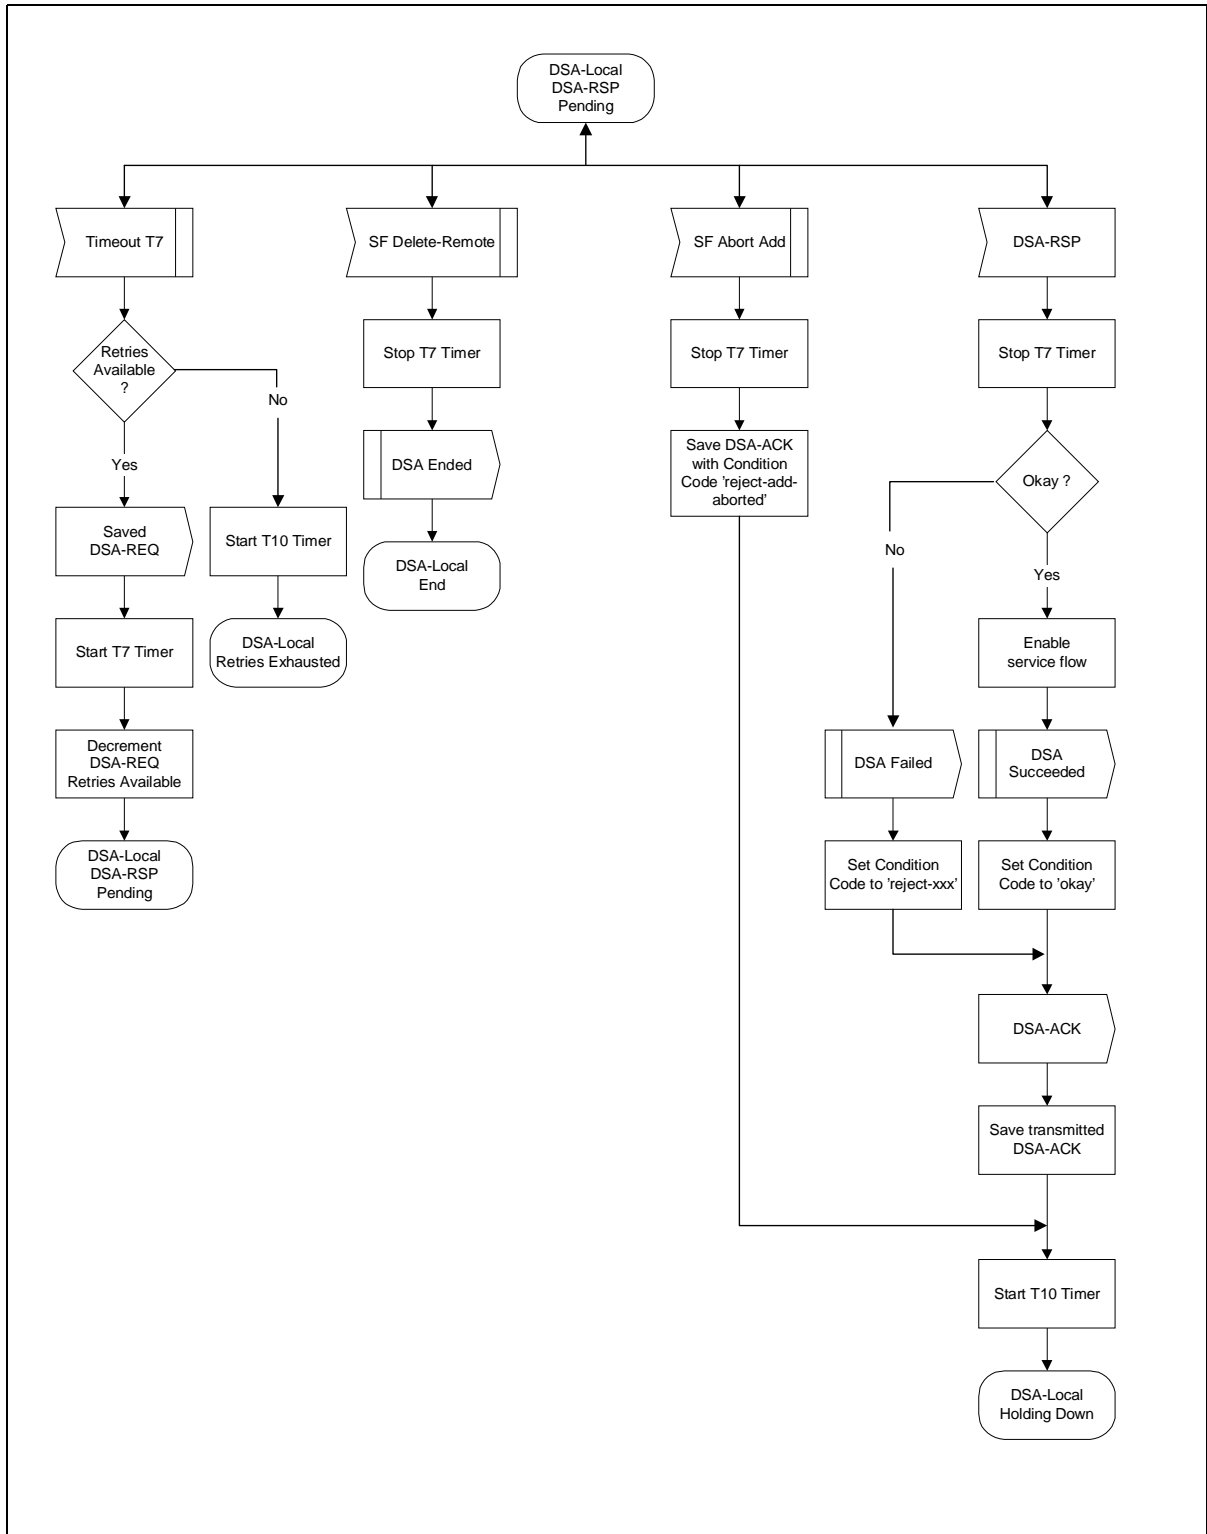 DSA-Local
DSA-RSP
Pending
Timeout T7
SF Delete-Remote
SF Abort Add
DSA-RSP
Retries
Available
?
Stop T7 Timer
Stop T7 Timer
Stop T7 Timer
No
Yes
DSA Ended
Save DSA-ACK
with Condition
Code 'reject-add-
aborted'
Okay ?
Saved
DSA-REQ
Start T10 Timer
DSA-Local
End
No
Yes
Start T7 Timer
DSA-Local
Retries Exhausted
Enable
service flow
Decrement
DSA-REQ
Retries Available
DSA Failed
DSA
Succeeded
DSA-Local
DSA-RSP
Pending
Set Condition
Code to 'reject-xxx'
Set Condition
Code to 'okay'
DSA-ACK
Save transmitted
DSA-ACK
Start T10 Timer
DSA-Local
Holding Down